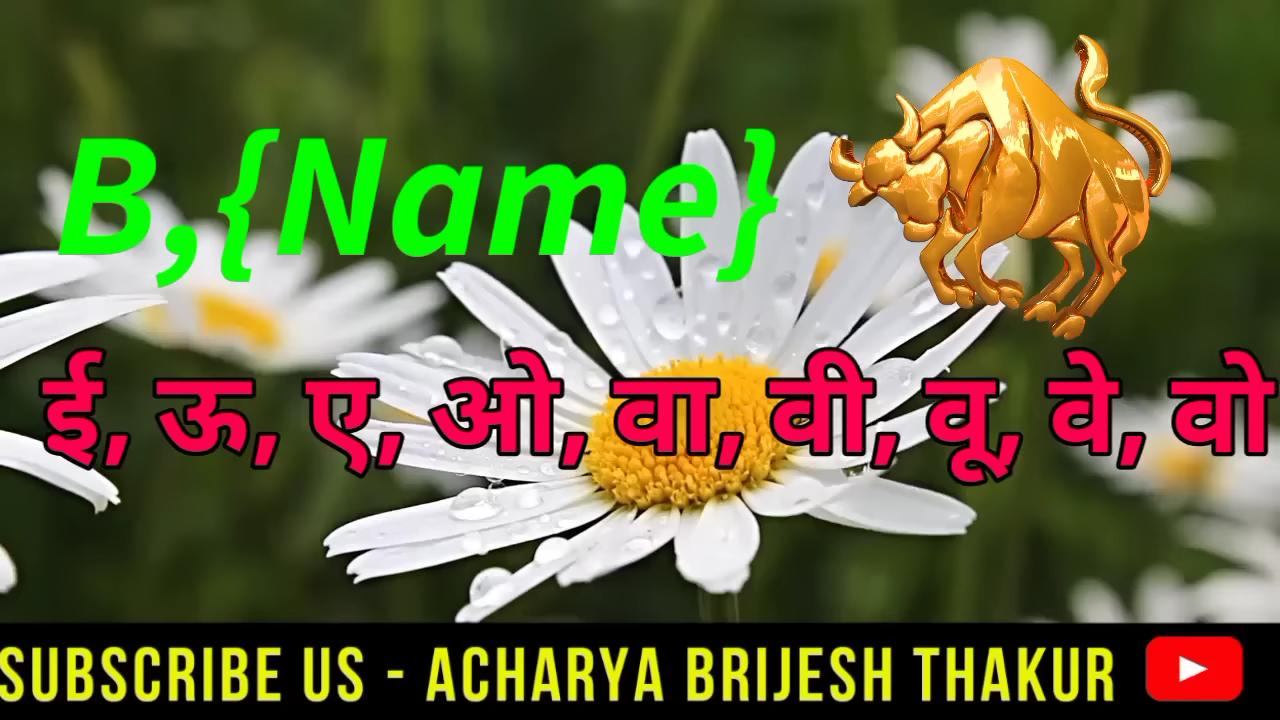 B,{Name}
ई, ऊ, ए, ओ, वा, वी, वू, वे, वो
SUBSCRIBE US - ACHARYA BRIJESH THAKUR